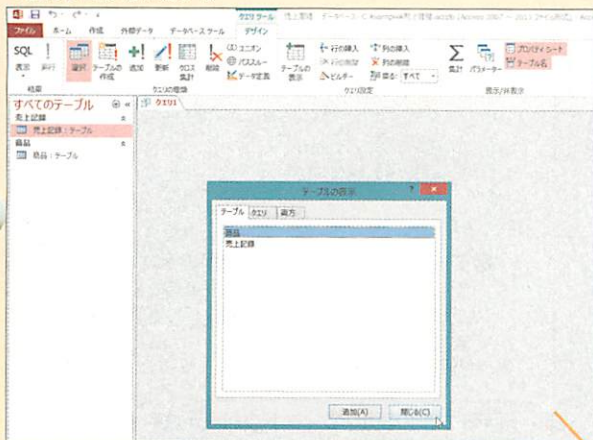 クエリ ツール
ファイル ホーム 作成 外部データ データベース ツール デザイン
SQL 表示 実行 選択 テーブルの作成 追加 更新 クロス集計 削除 ユニオン パススルー データ定義 テーブルの表示 行の挿入 行の削除 ビルダー 列の挿入 列の削除 戻る: すべて 集計 パラメーター プロパティ シート テーブル名
結果 クエリの種類 クエリ設定 表示/非表示
すべてのテーブル
クエリ1
売上記録
売上記録 : テーブル
商品
商品 : テーブル
テーブルの表示
テーブル クエリ 両方
商品
売上記録
追加(A) 閉じる(C)